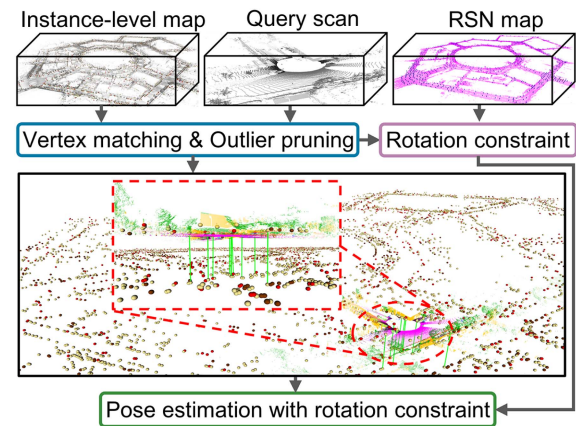 Instance-level map
Query scan
RSN map
Vertex matching & Outlier pruning
Rotation constraint
Pose estimation with rotation constraint